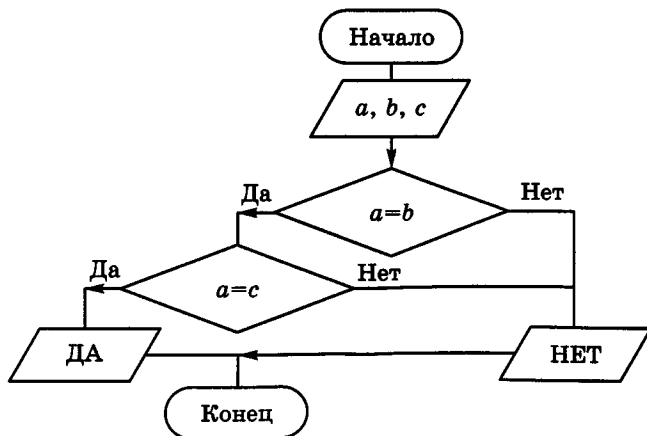 Начало
a, b, c
Да
Нет
a=b
Да
Нет
a=c
ДА
НЕТ
Конец